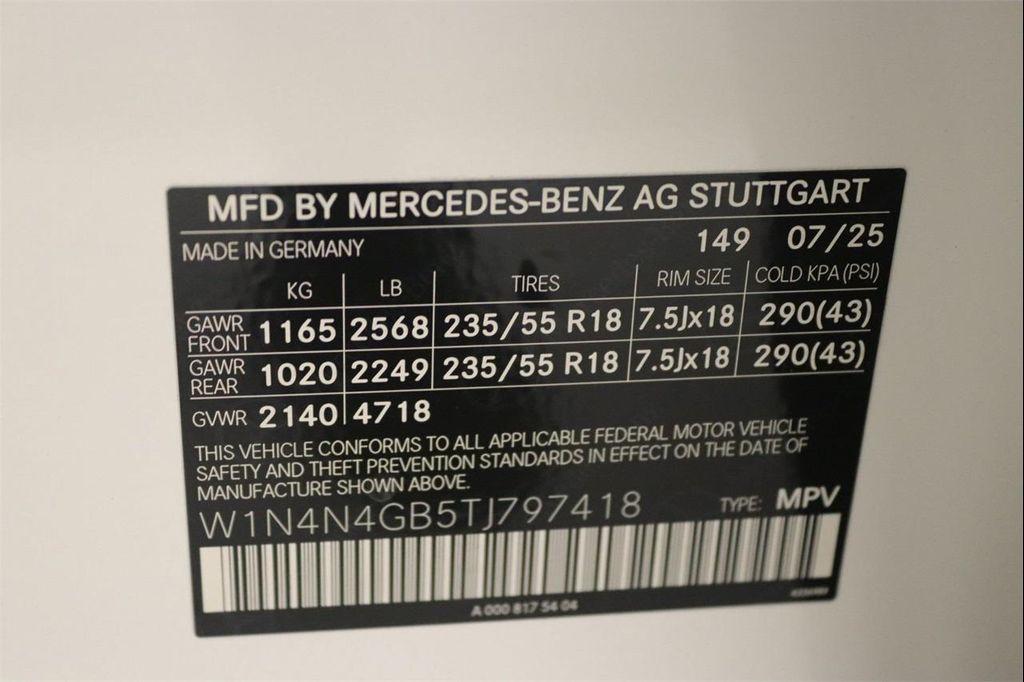 MFD BY MERCEDES-BENZ AG STUTTGART
MADE IN GERMANY 149 07/25
KG LB TIRES RIM SIZE COLD KPA (PSI)
GAWR FRONT 1165 2568 235/55 R18 7.5Jx18 290(43)
GAWR REAR 1020 2249 235/55 R18 7.5Jx18 290(43)
GVWR 2140 4718
THIS VEHICLE CONFORMS TO ALL APPLICABLE FEDERAL MOTOR VEHICLE
SAFETY AND THEFT PREVENTION STANDARDS IN EFFECT ON THE DATE OF
MANUFACTURE SHOWN ABOVE.
W1N4N4GB5TJ797418 TYPE: MPV
A 000 817 54 04